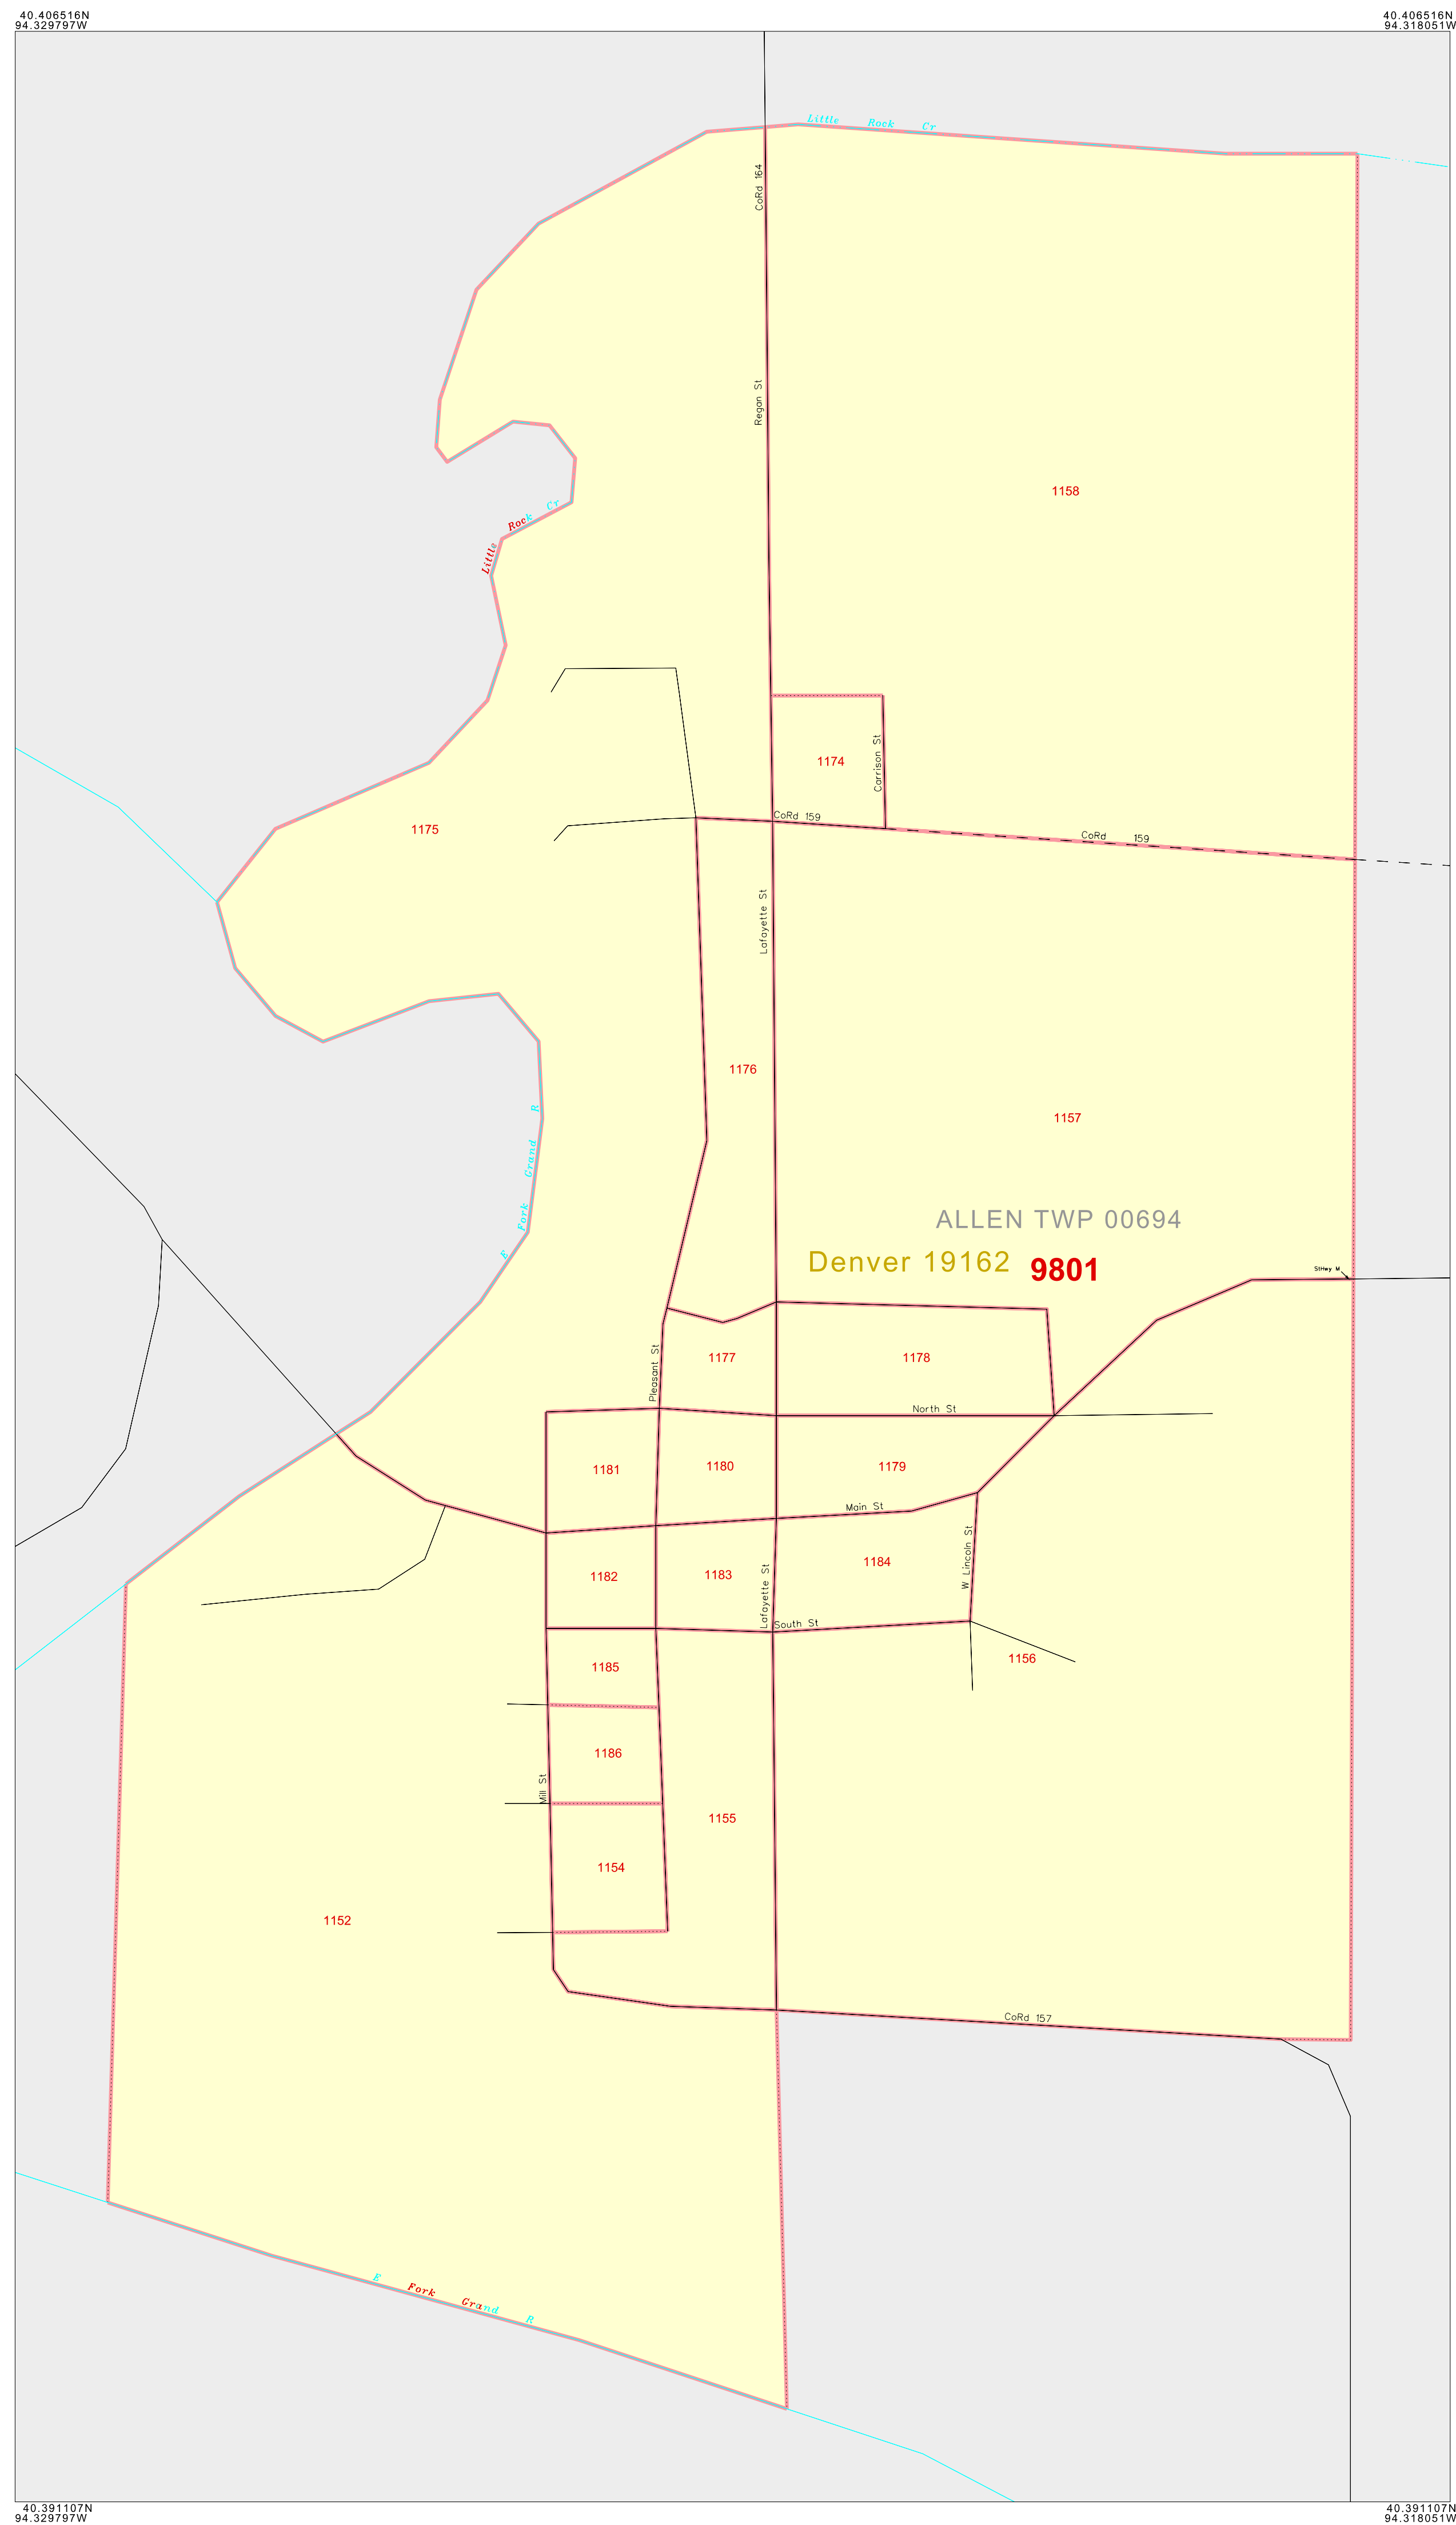 40.406516N
94.329797W
40.406516N
94.318051W
Little Rock Cr
CoRd 164
Regan St
1158
Little Rock Cr
1174
Carrison St
CoRd 159
CoRd 159
1175
Lafayette St
1176
E Fork Grand R
1157
ALLEN TWP 00694
Denver 19162
9801
StHwy M
1177
Pleasant St
1178
North St
1181
1180
1179
Main St
1182
1183
Lafayette St
1184
W Lincoln St
South St
1185
1156
1186
Mill St
1155
1154
1152
CoRd 157
E Fork Grand R
40.391107N
94.329797W
40.391107N
94.318051W